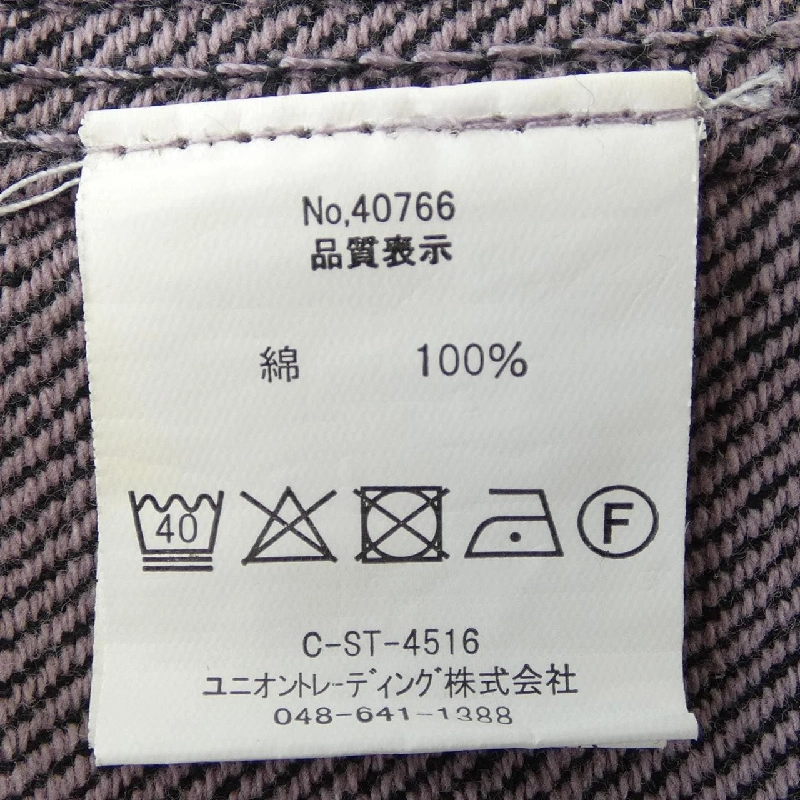 No,40766
品質表示
綿 100%
40 F
C-ST-4516
ユニオントレーディング株式会社
048-641-1388